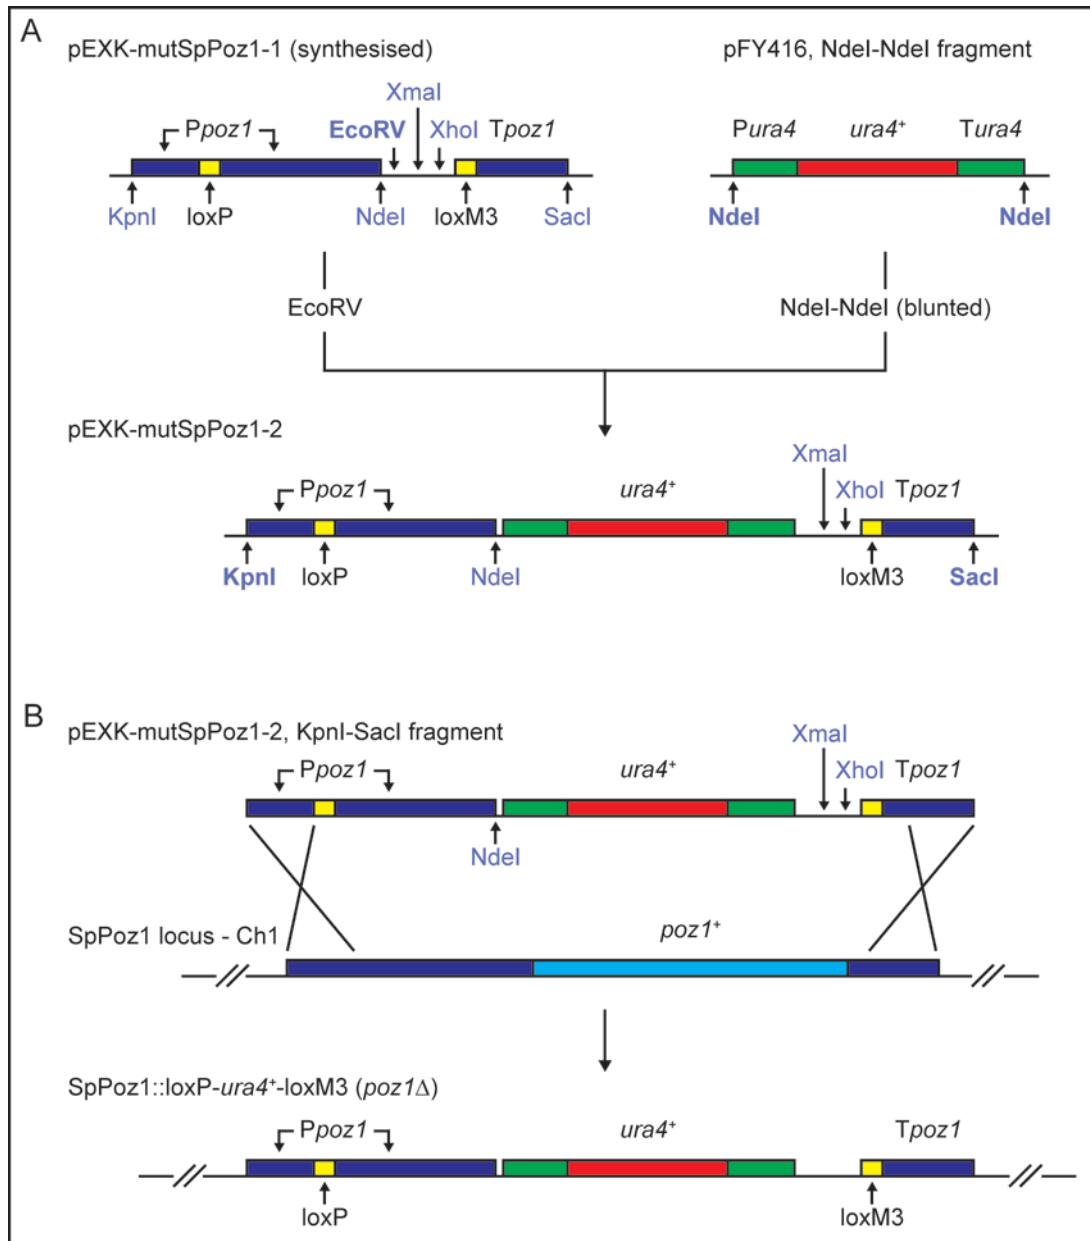 A
pEXK-mutSpPoz1-1 (synthesised)
pFY416, NdeI-NdeI fragment
XmaI
Ppoz1
EcoRV
XhoI
Tpoz1
Pura4
ura4⁺
Tura4
KpnI
loxP
NdeI
loxM3
SacI
NdeI
NdeI
EcoRV
NdeI-NdeI (blunted)
pEXK-mutSpPoz1-2
XmaI
Ppoz1
ura4⁺
XhoI
Tpoz1
KpnI
loxP
NdeI
loxM3
SacI
B
pEXK-mutSpPoz1-2, KpnI-SacI fragment
XmaI
Ppoz1
ura4⁺
XhoI
Tpoz1
NdeI
SpPoz1 locus - Ch1
poz1⁺
SpPoz1::loxP-ura4⁺-loxM3 (poz1Δ)
Ppoz1
ura4⁺
Tpoz1
loxP
loxM3